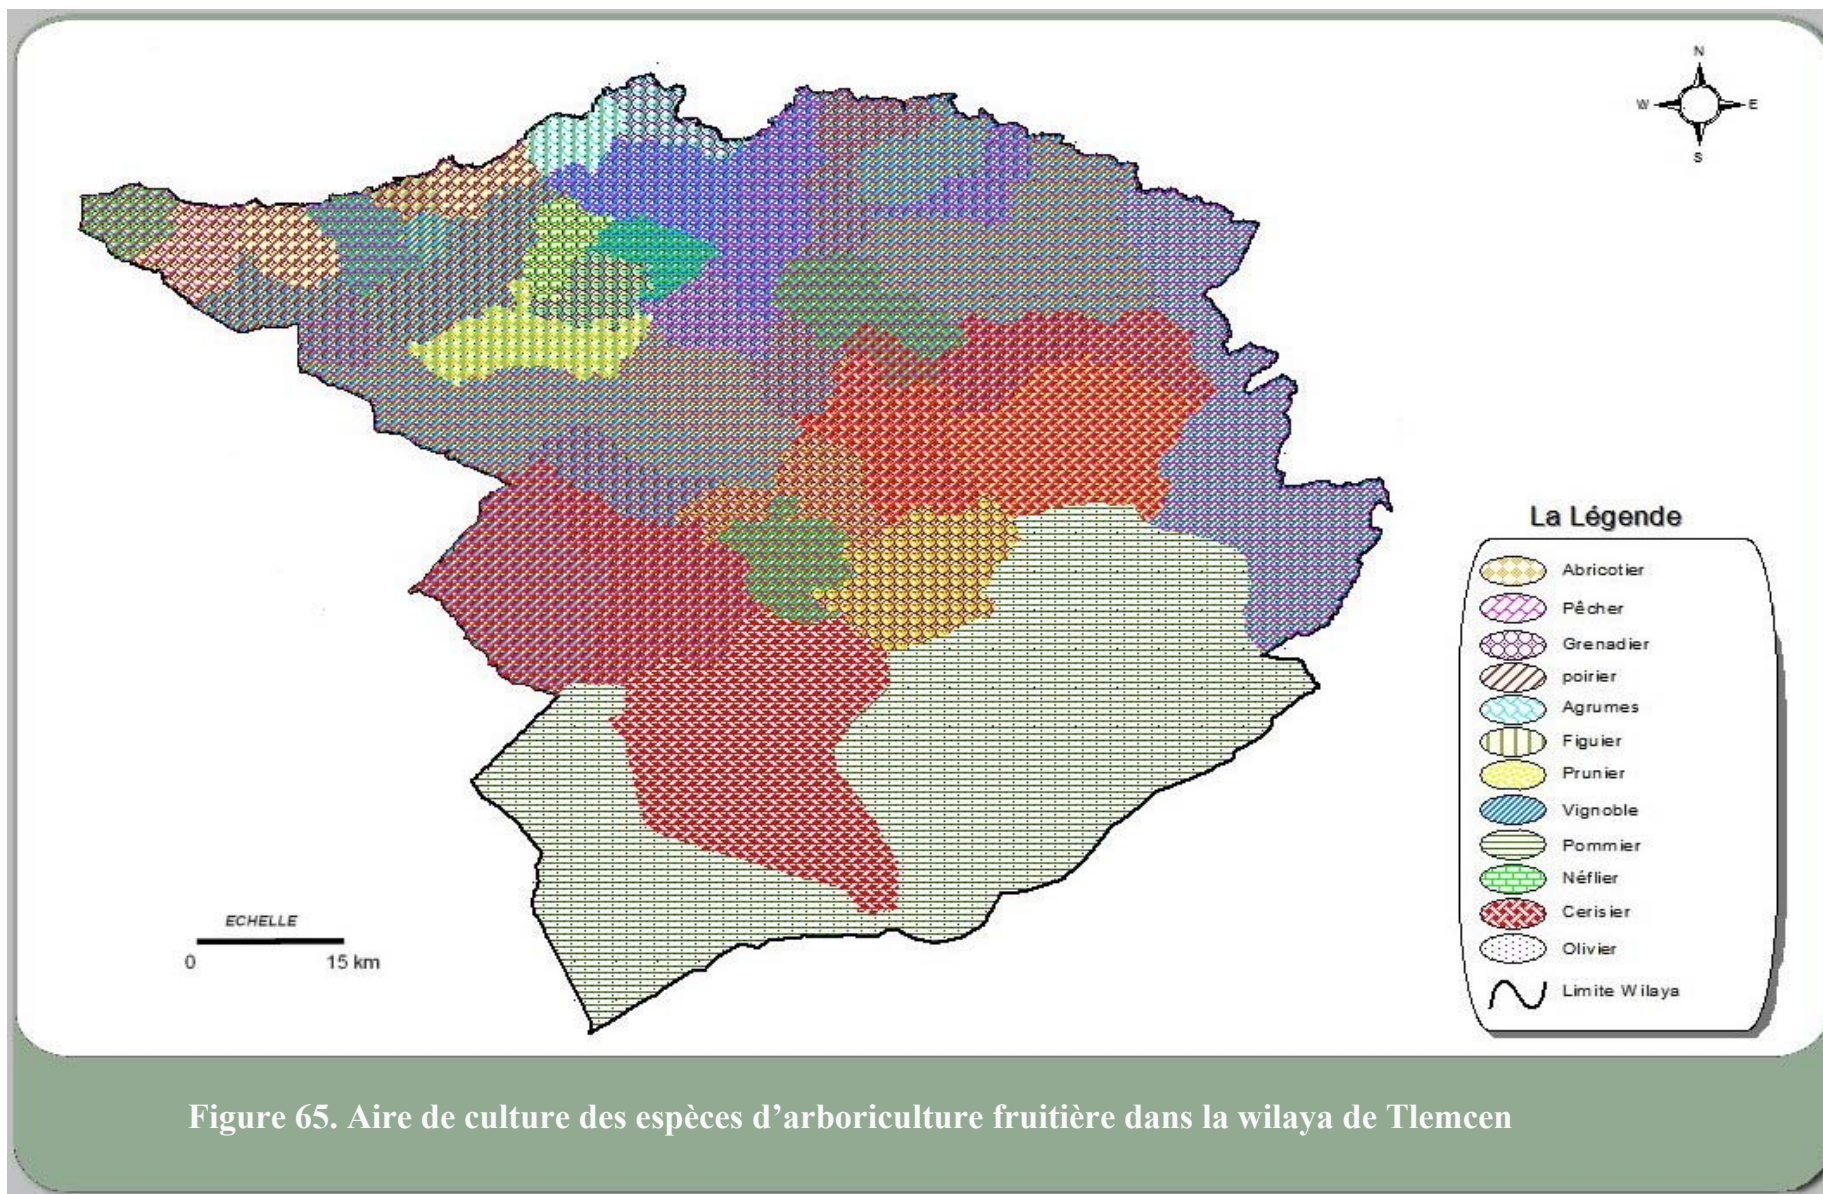 N
W
E
S
La Légende
Abricotier
Pêcher
Grenadier
poirier
Agrumes
Figuier
Prunier
Vignoble
Pommier
Néflier
Cerisier
Olivier
Limite Wilaya
ECHELLE
0 15 km
Figure 65. Aire de culture des espèces d’arboriculture fruitière dans la wilaya de Tlemcen